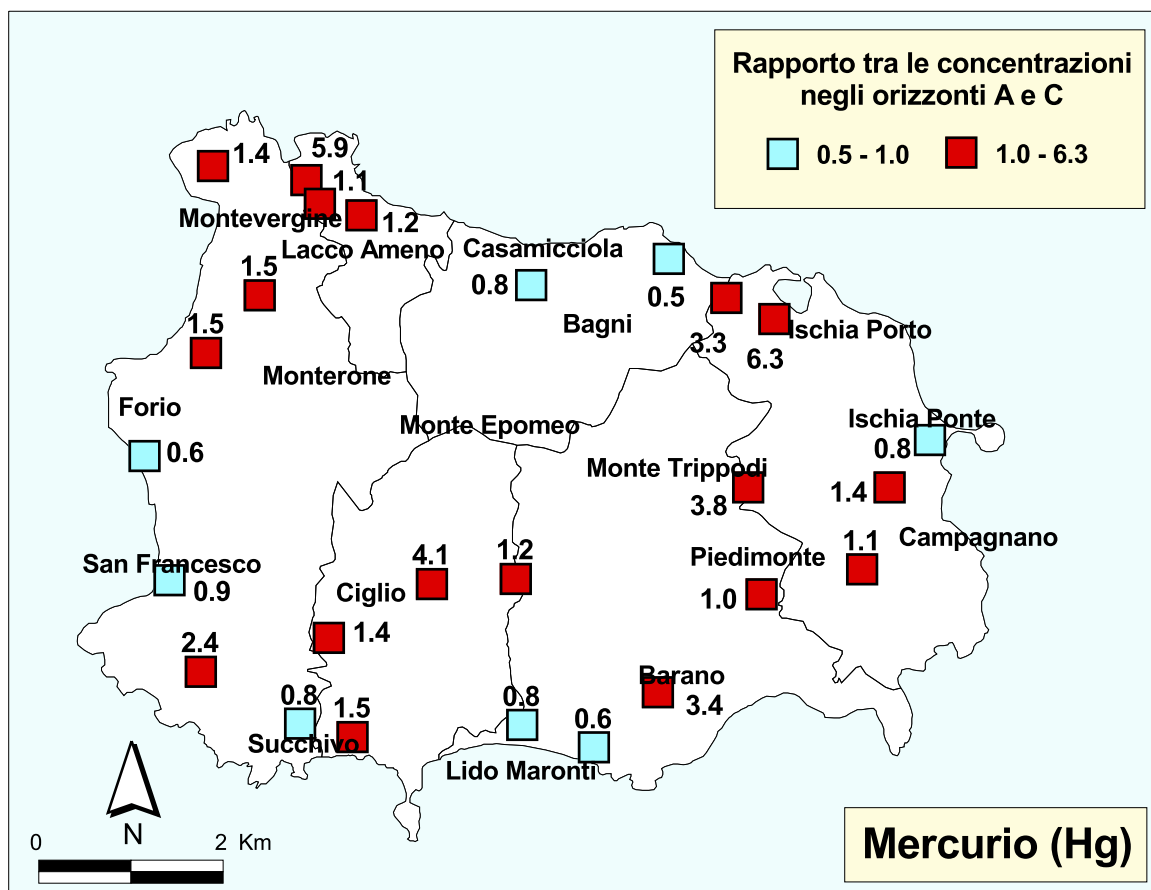 Rapporto tra le concentrazioni
negli orizzonti A e C
0.5 - 1.0
1.0 - 6.3
1.4
5.9
1.1
Montevergine
1.2
Lacco Ameno
Casamicciola
1.5
0.8
0.5
Bagni
3.3
6.3
Ischia Porto
1.5
Monterone
Forio
Monte Epomeo
Ischia Ponte
0.6
0.8
Monte Trippodi
3.8
1.4
Campagnano
San Francesco
0.9
4.1
1.2
Ciglio
Piedimonte
1.1
1.0
1.4
2.4
Barano
3.4
0.8
1.5
0.8
0.6
Succhivo
Lido Maronti
N
0
2 Km
Mercurio (Hg)